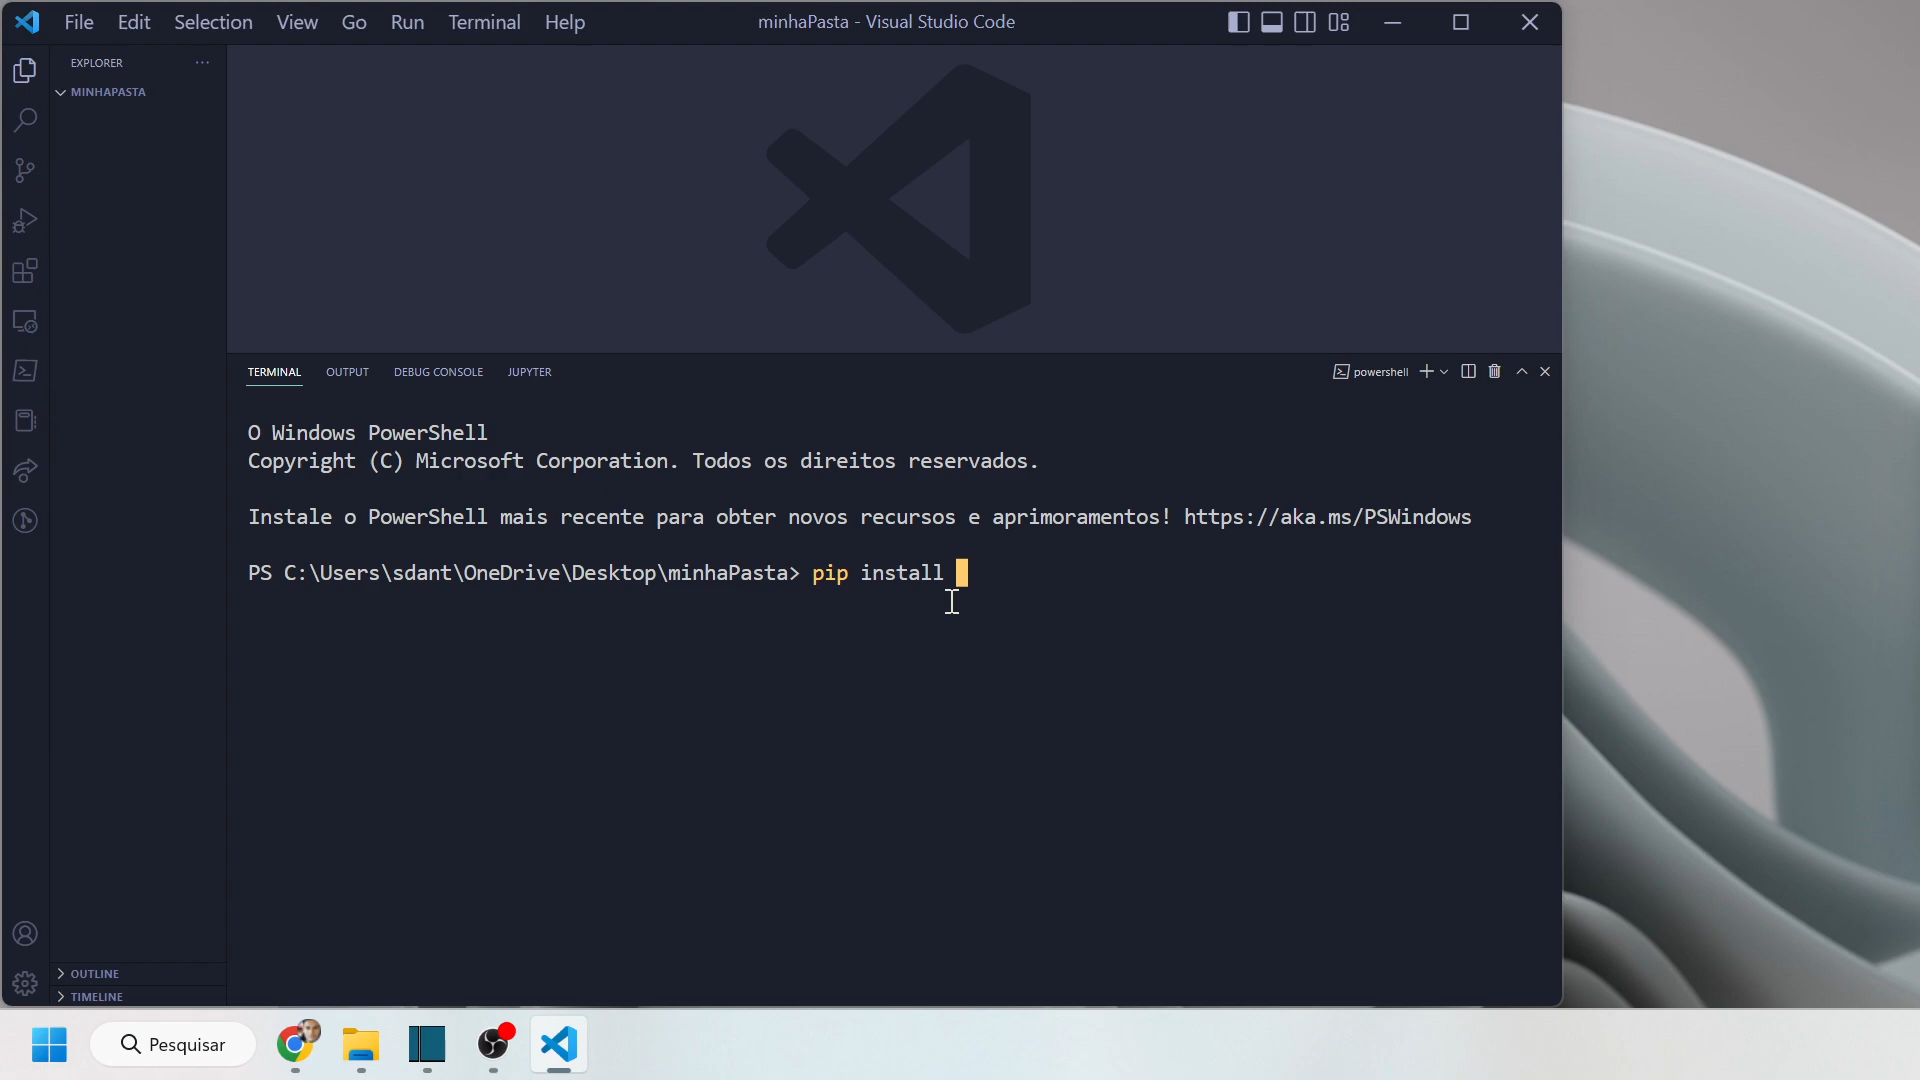 File Edit Selection View Go Run Terminal Help minhaPasta - Visual Studio Code
EXPLORER
MINHAPASTA
TERMINAL OUTPUT DEBUG CONSOLE JUPYTER powershell
O Windows PowerShell
Copyright (C) Microsoft Corporation. Todos os direitos reservados.
Instale o PowerShell mais recente para obter novos recursos e aprimoramentos! https://aka.ms/PSWindows
PS C:\Users\sdant\OneDrive\Desktop\minhaPasta> pip install
OUTLINE
TIMELINE
Pesquisar